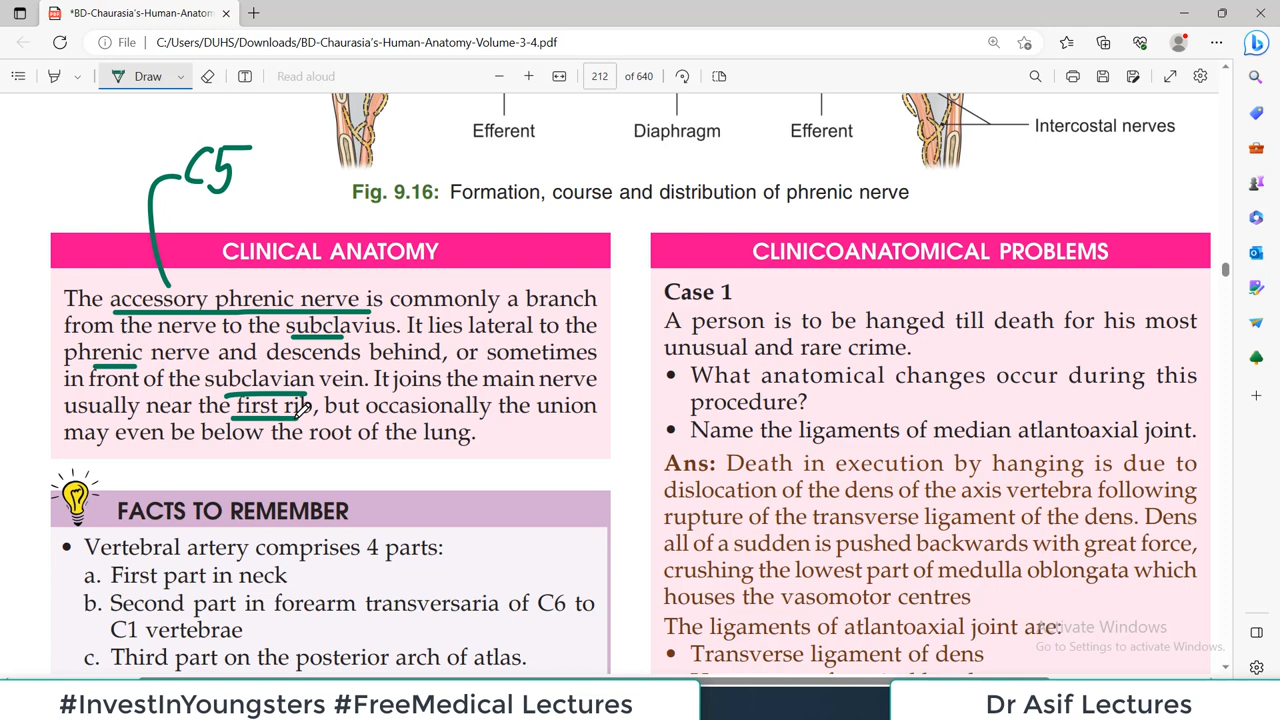 *BD-Chaurasia's-Human-Anatom
File
C:/Users/DUHS/Downloads/BD-Chaurasia's-Human-Anatomy-Volume-3-4.pdf
Draw
Read aloud
212
of 640
Efferent
Diaphragm
Efferent
Intercostal nerves
C5
Fig. 9.16: Formation, course and distribution of phrenic nerve
CLINICAL ANATOMY
The accessory phrenic nerve is commonly a branch
from the nerve to the subclavius. It lies lateral to the
phrenic nerve and descends behind, or sometimes
in front of the subclavian vein. It joins the main nerve
usually near the first rib, but occasionally the union
may even be below the root of the lung.
FACTS TO REMEMBER
• Vertebral artery comprises 4 parts:
a. First part in neck
b. Second part in forearm transversaria of C6 to
C1 vertebrae
c. Third part on the posterior arch of atlas.
CLINICOANATOMICAL PROBLEMS
Case 1
A person is to be hanged till death for his most
unusual and rare crime.
• What anatomical changes occur during this
procedure?
• Name the ligaments of median atlantoaxial joint.
Ans: Death in execution by hanging is due to
dislocation of the dens of the axis vertebra following
rupture of the transverse ligament of the dens. Dens
all of a sudden is pushed backwards with great force,
crushing the lowest part of medulla oblongata which
houses the vasomotor centres
The ligaments of atlantoaxial joint are:
• Transverse ligament of dens
Activate Windows
Go to Settings to activate Windows.
#InvestInYoungsters #FreeMedical Lectures
Dr Asif Lectures